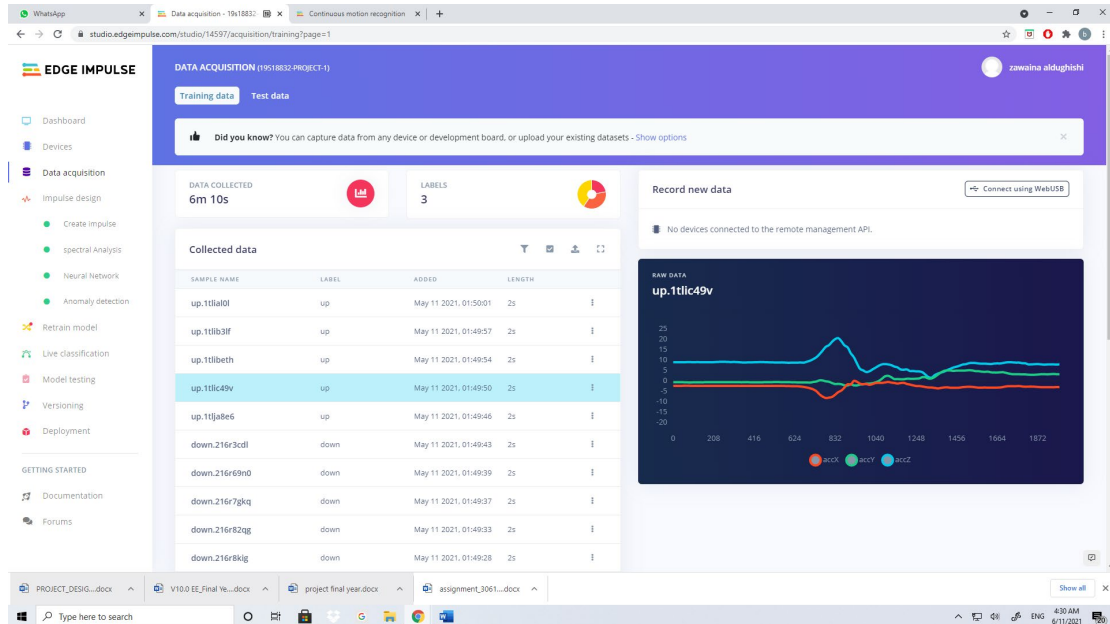 WhatsApp
Data acquisition - 19s18832-
Continuous motion recognition
studio.edgeimpulse.com/studio/14597/acquisition/training?page=1
EDGE IMPULSE
Dashboard
Devices
Data acquisition
Impulse design
Create impulse
spectral Analysis
Neural Network
Anomaly detection
Retrain model
Live classification
Model testing
Versioning
Deployment
GETTING STARTED
Documentation
Forums
DATA ACQUISITION (19S18832-PROJECT-1)
zawaina aldughishi
Training data Test data
Did you know? You can capture data from any device or development board, or upload your existing datasets - Show options
DATA COLLECTED
6m 10s
LABELS
3
Collected data
SAMPLE NAME LABEL ADDED LENGTH
up.1tlial0l up May 11 2021, 01:50:01 2s
up.1tlib3lf up May 11 2021, 01:49:57 2s
up.1tlibeth up May 11 2021, 01:49:54 2s
up.1tlic49v up May 11 2021, 01:49:50 2s
up.1tlja8e6 up May 11 2021, 01:49:46 2s
down.216r3cdl down May 11 2021, 01:49:43 2s
down.216r69n0 down May 11 2021, 01:49:39 2s
down.216r7gkq down May 11 2021, 01:49:37 2s
down.216r82qg down May 11 2021, 01:49:33 2s
down.216r8kig down May 11 2021, 01:49:28 2s
Record new data
Connect using WebUSB
No devices connected to the remote management API.
RAW DATA
up.1tlic49v
25
20
15
10
5
0
-5
-10
-15
-20
0 208 416 624 832 1040 1248 1456 1664 1872
accX accY accZ
PROJECT_DESIG....docx
V10.0 EE_Final Ye....docx
project final year.docx
assignment_3061....docx
Show all
Type here to search
ENG
4:30 AM
6/11/2021